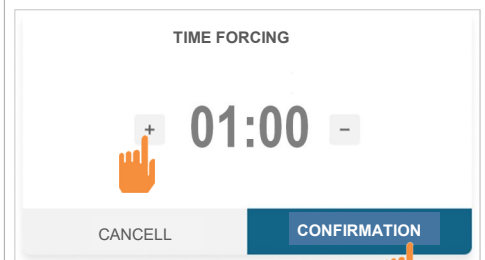 TIME FORCING
+ 01:00 -
CANCELL CONFIRMATION